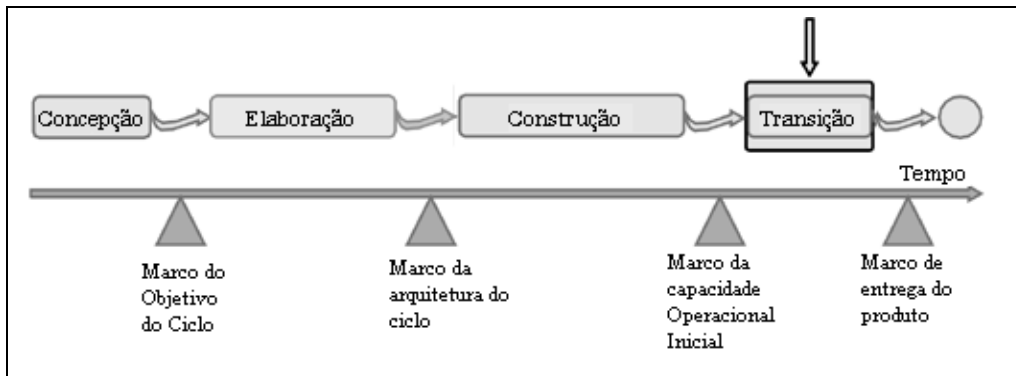 Concepção
Elaboração
Construção
Transição
Tempo
Marco do
Objetivo
do Ciclo
Marco da
arquitetura do
ciclo
Marco da
capacidade
Operacional
Inicial
Marco de
entrega do
produto